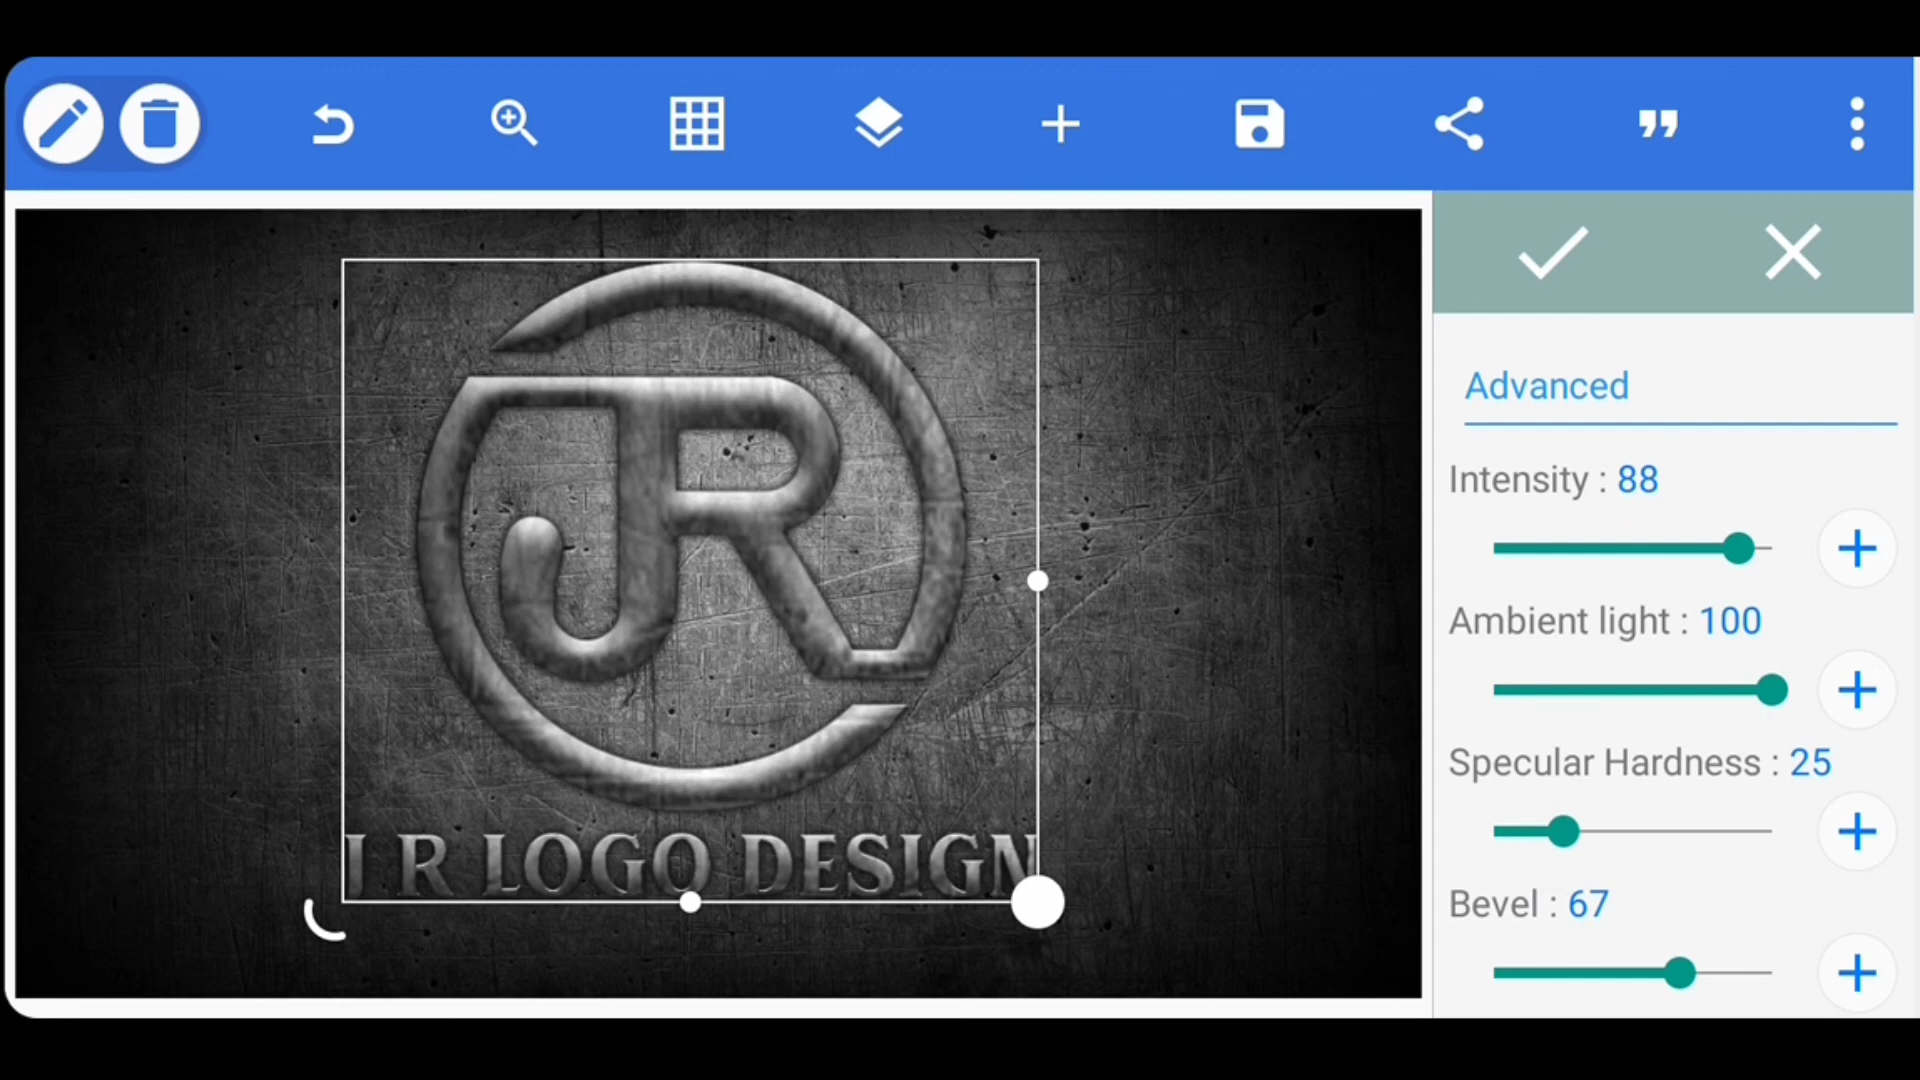 JR
J R LOGO DESIGN
Advanced
Intensity : 88
Ambient light : 100
Specular Hardness : 25
Bevel : 67